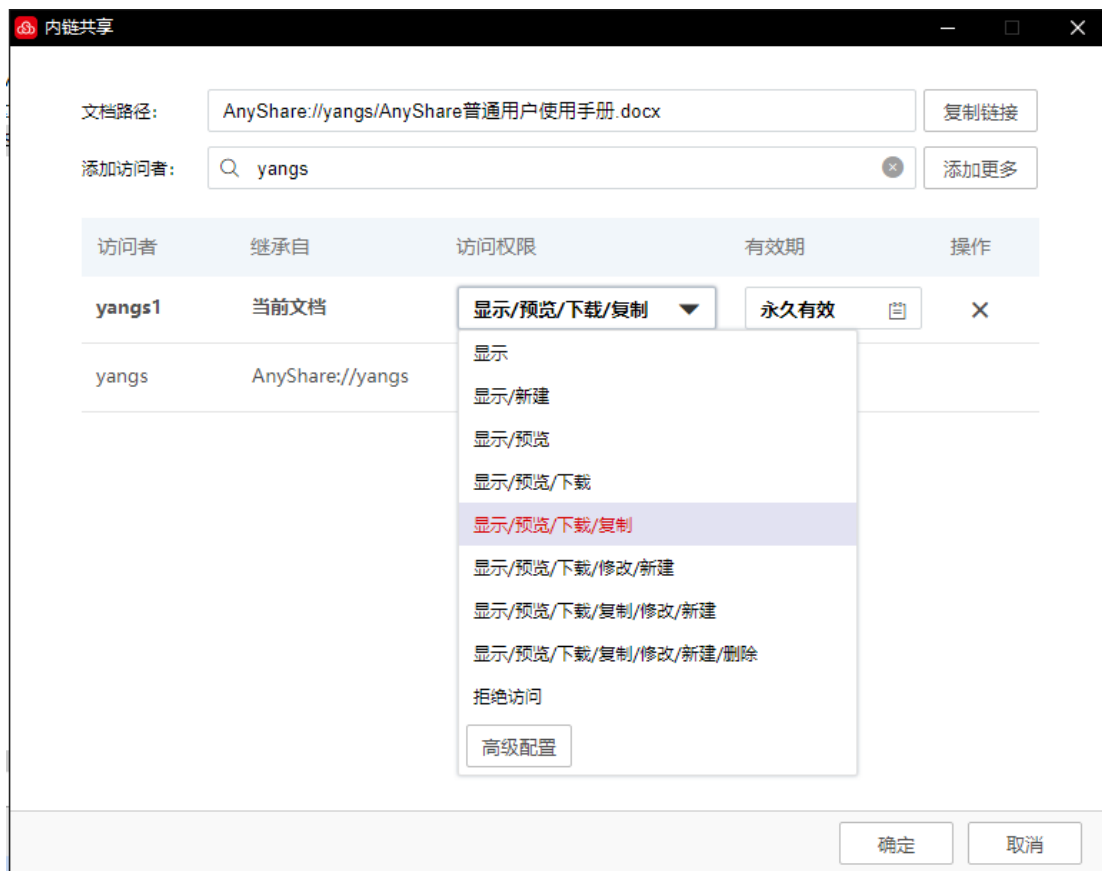 内链共享
文档路径: AnyShare://yangs/AnyShare普通用户使用手册.docx 复制链接
添加访问者: yangs 添加更多
访问者 继承自 访问权限 有效期 操作
yangs1 当前文档 显示/预览/下载/复制 永久有效
yangs AnyShare://yangs
显示
显示/新建
显示/预览
显示/预览/下载
显示/预览/下载/复制
显示/预览/下载/修改/新建
显示/预览/下载/复制/修改/新建
显示/预览/下载/复制/修改/新建/删除
拒绝访问
高级配置
确定 取消